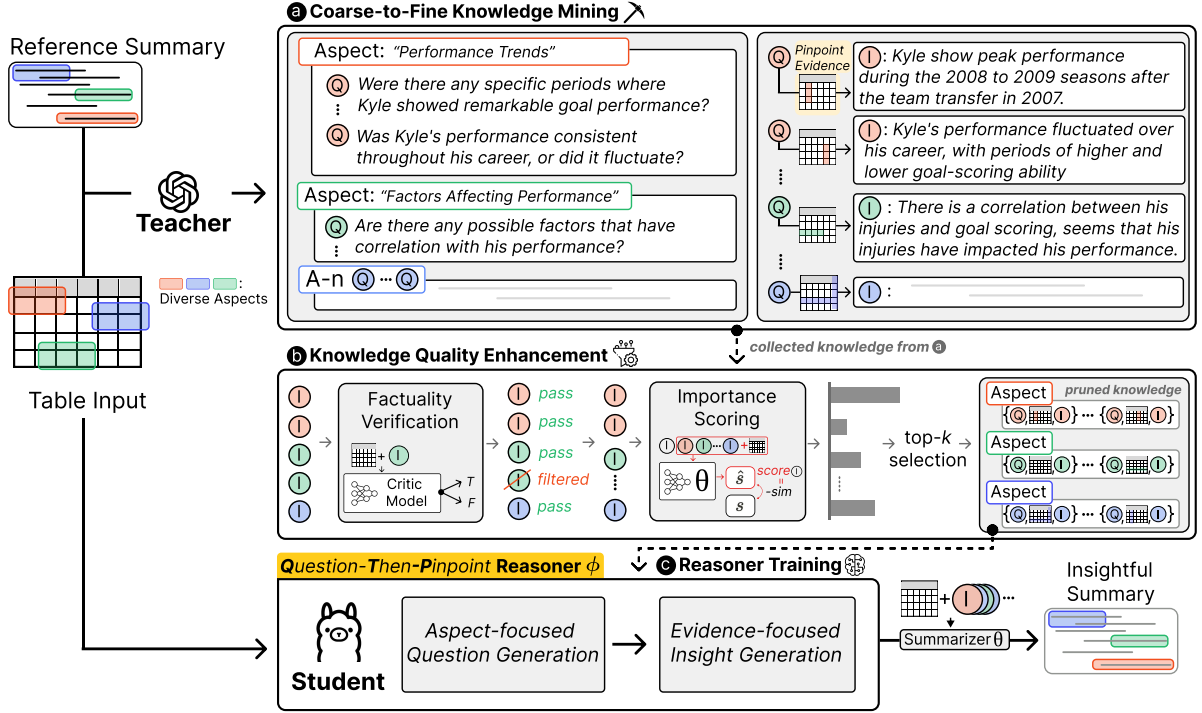 ⓐ Coarse-to-Fine Knowledge Mining
Reference Summary
Teacher
Table Input
: Diverse Aspects
Aspect: “Performance Trends”
Q Were there any specific periods where
Kyle showed remarkable goal performance?
Q Was Kyle's performance consistent
throughout his career, or did it fluctuate?
Aspect: “Factors Affecting Performance”
Q Are there any possible factors that have
correlation with his performance?
A-n Q ··· Q
Q Pinpoint
Evidence
I : Kyle show peak performance
during the 2008 to 2009 seasons after
the team transfer in 2007.
Q
I : Kyle's performance fluctuated over
his career, with periods of higher and
lower goal-scoring ability
Q
I : There is a correlation between his
injuries and goal scoring, seems that his
injuries have impacted his performance.
Q
I :
collected knowledge from ⓐ
ⓑ Knowledge Quality Enhancement
I
I
I
I
I
Factuality
Verification
+ I
Critic
Model
T
F
I pass
I pass
I pass
I filtered
I pass
I
I
I
I
Importance
Scoring
I I I ··· I +
θ
ŝ
score I
=
-sim
s
top-k
selection
pruned knowledge
Aspect
{Q, , I} ··· {Q, , I}
Aspect
{Q, , I} ··· {Q, , I}
Aspect
{Q, , I} ··· {Q, , I}
Question-Then-Pinpoint Reasoner ϕ
ⓒ Reasoner Training
Student
Aspect-focused
Question Generation
Evidence-focused
Insight Generation
+ I ···
Summarizer θ
Insightful
Summary